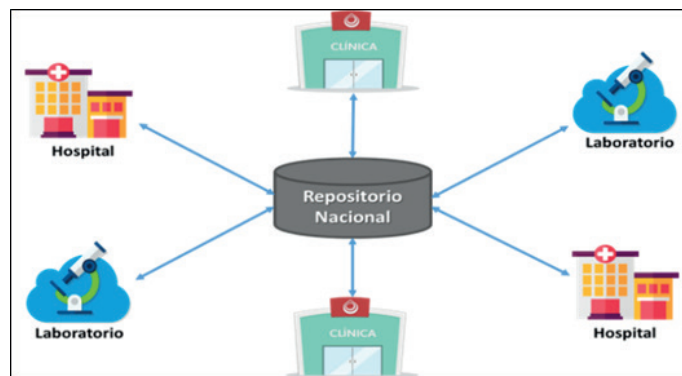 CLÍNICA
Hospital
Laboratorio
Repositorio
Nacional
Laboratorio
Hospital
CLÍNICA